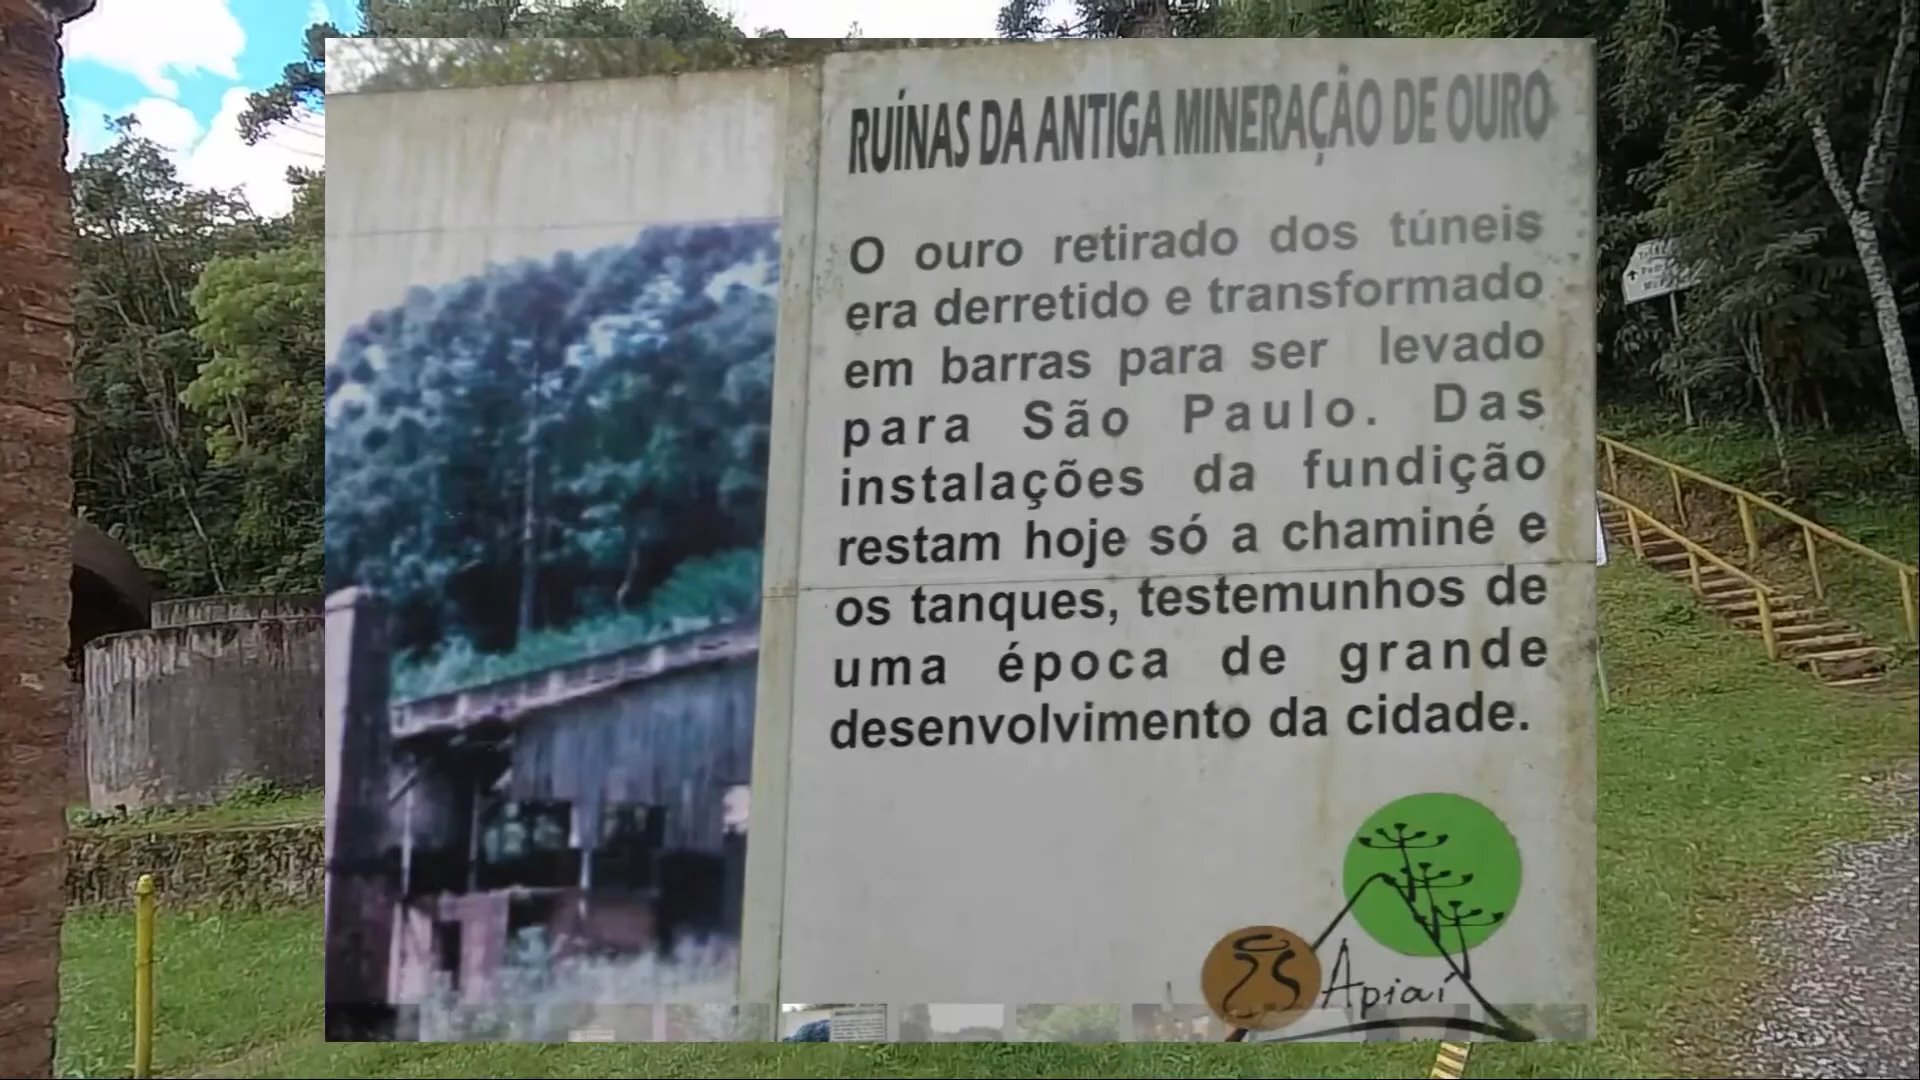 RUÍNAS DA ANTIGA MINERAÇÃO DE OURO
O ouro retirado dos túneis
era derretido e transformado
em barras para ser levado
para São Paulo. Das
instalações da fundição
restam hoje só a chaminé e
os tanques, testemunhos de
uma época de grande
desenvolvimento da cidade.
Apiaí